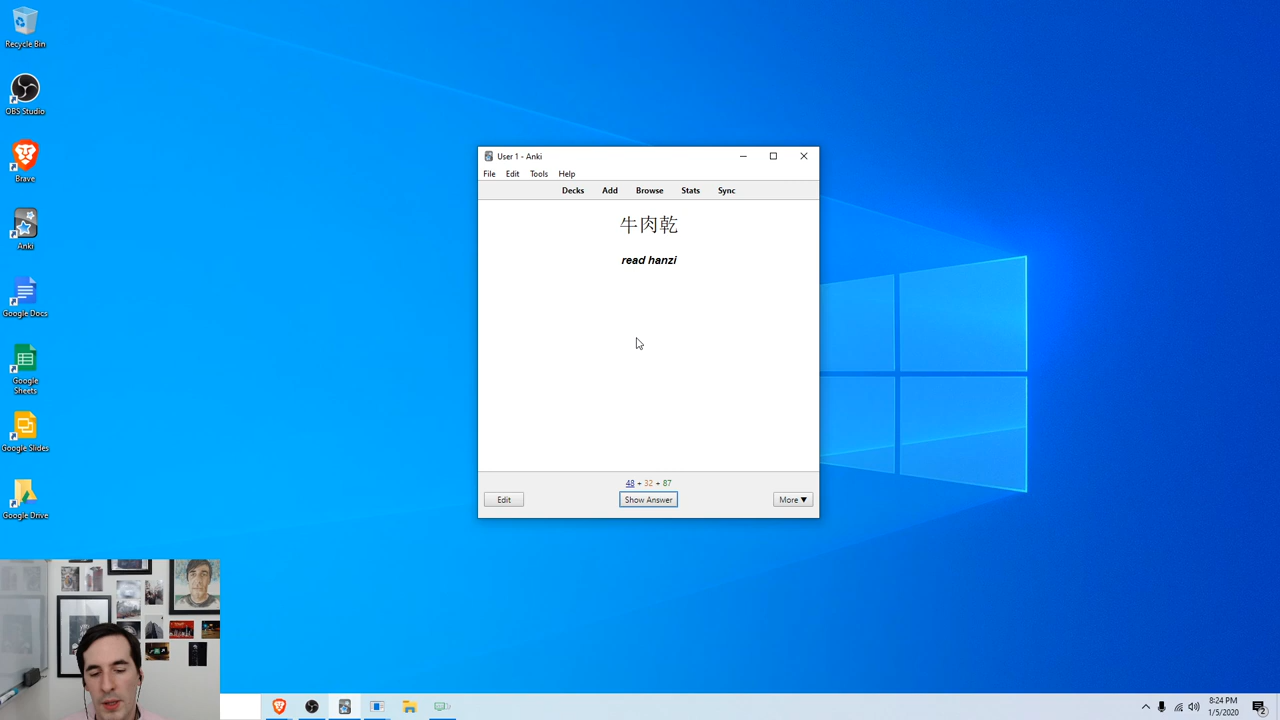 Recycle Bin
OBS Studio
Brave
Anki
Google Docs
Google
Sheets
Google Slides
Google Drive
User 1 - Anki
File Edit Tools Help
Decks Add Browse Stats Sync
牛肉乾
read hanzi
48 + 32 + 87
Edit Show Answer More ▼
8:24 PM
1/5/2020
2